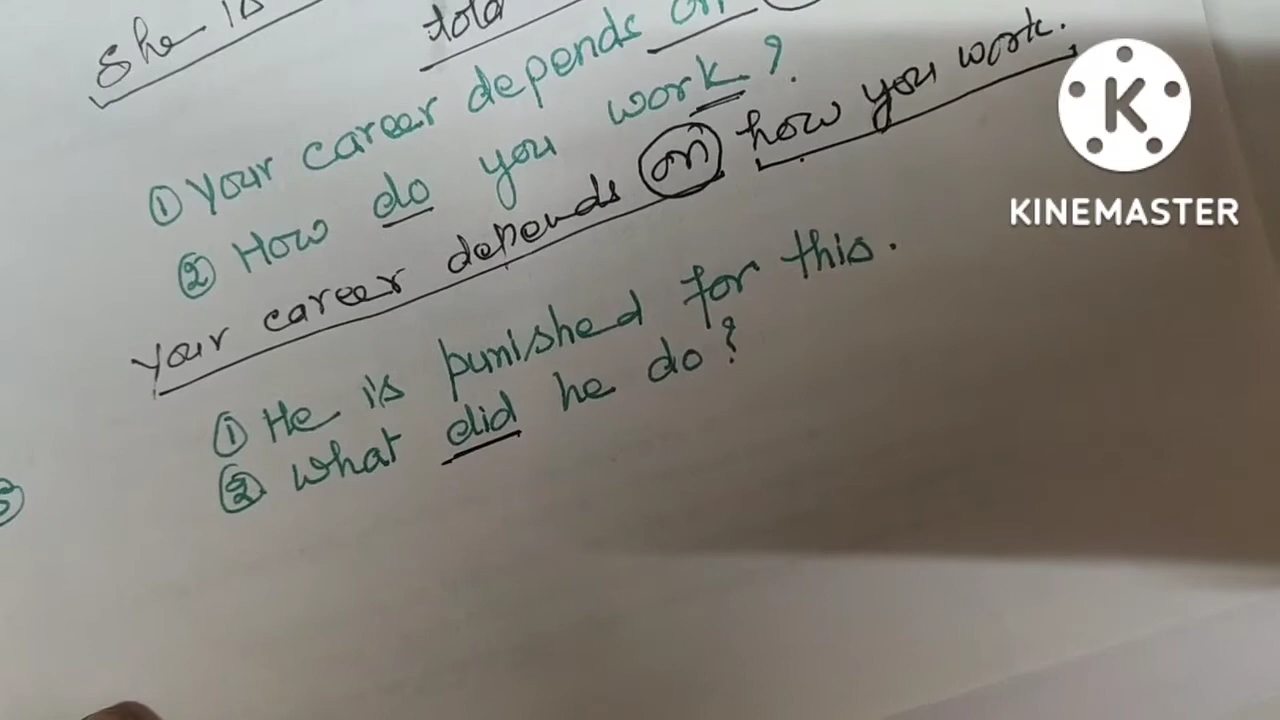 She is
told
① Your career depends on
② How do you work?
Your career depends on how you work.
① He is punished for this.
② What did he do?
KINEMASTER